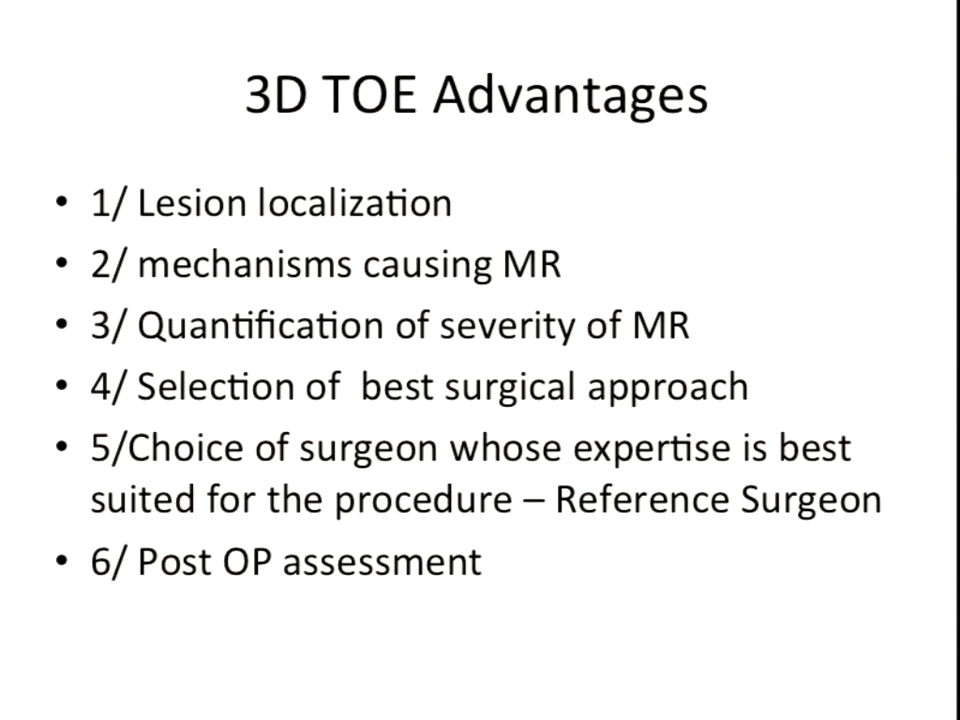 3D TOE Advantages
• 1/ Lesion localization
• 2/ mechanisms causing MR
• 3/ Quantification of severity of MR
• 4/ Selection of  best surgical approach
• 5/Choice of surgeon whose expertise is best
suited for the procedure – Reference Surgeon
• 6/ Post OP assessment